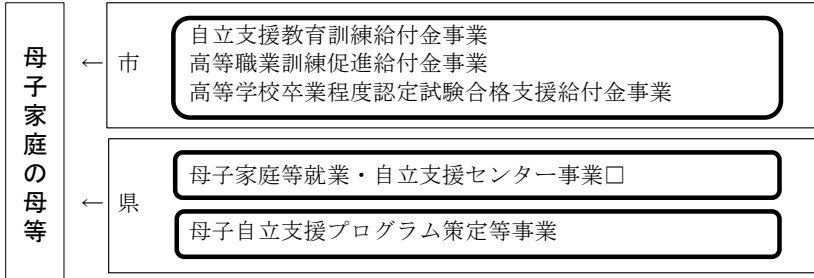 母子家庭の母等
← 市
自立支援教育訓練給付金事業
高等職業訓練促進給付金事業
高等学校卒業程度認定試験合格支援給付金事業
← 県
母子家庭等就業・自立支援センター事業□
母子自立支援プログラム策定等事業